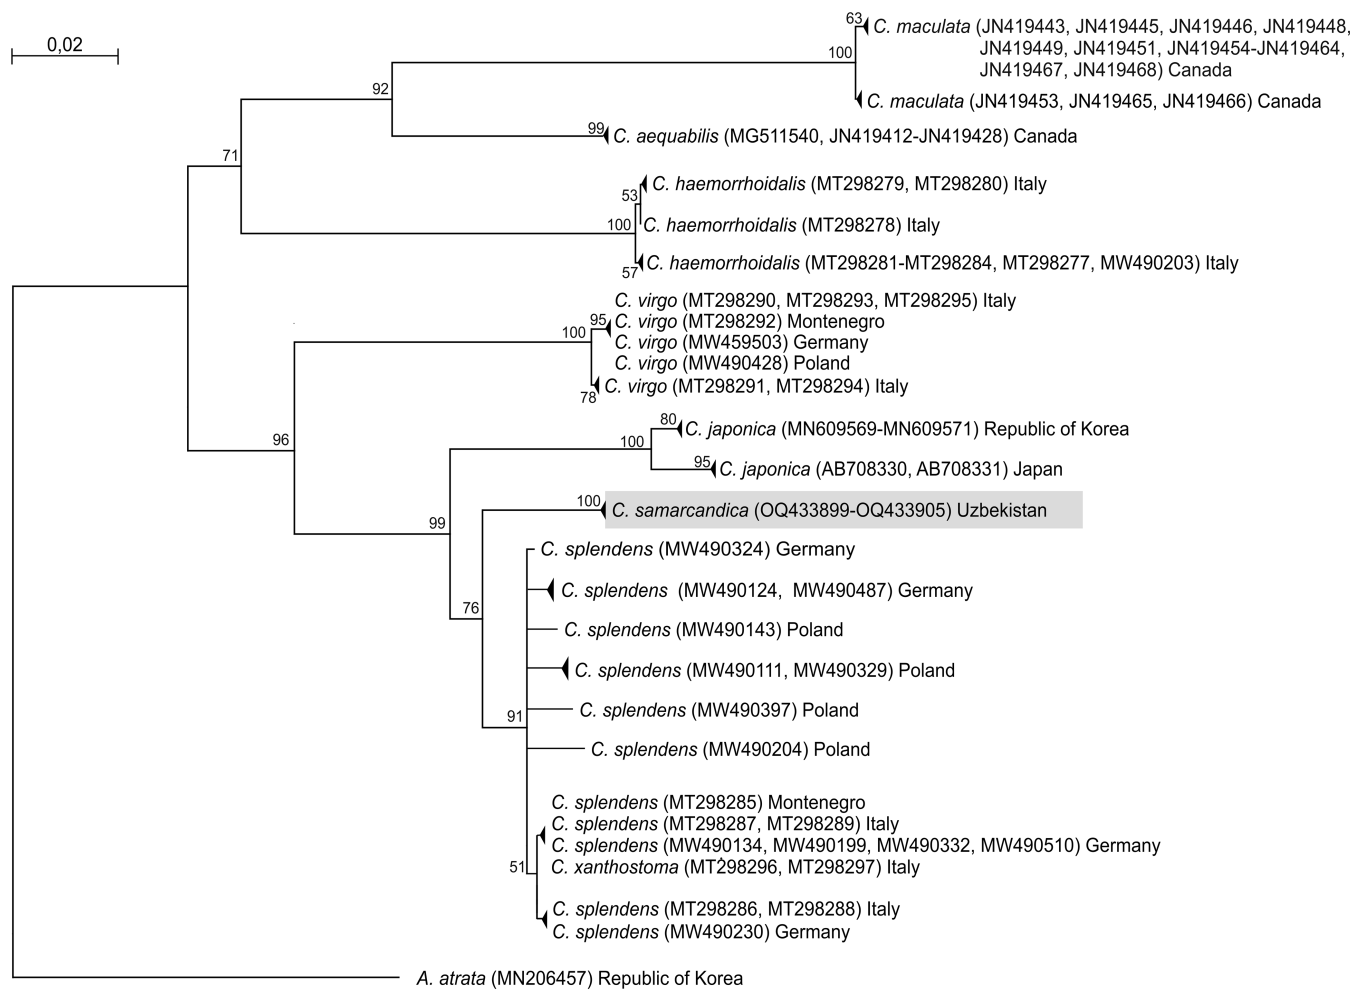 0,02
63
C. maculata (JN419443, JN419445, JN419446, JN419448,
JN419449, JN419451, JN419454-JN419464,
JN419467, JN419468) Canada
100
C. maculata (JN419453, JN419465, JN419466) Canada
92
99
C. aequabilis (MG511540, JN419412-JN419428) Canada
71
C. haemorrhoidalis (MT298279, MT298280) Italy
53
100
C. haemorrhoidalis (MT298278) Italy
C. haemorrhoidalis (MT298281-MT298284, MT298277, MW490203) Italy
57
C. virgo (MT298290, MT298293, MT298295) Italy
95
C. virgo (MT298292) Montenegro
100
C. virgo (MW459503) Germany
C. virgo (MW490428) Poland
C. virgo (MT298291, MT298294) Italy
78
80
C. japonica (MN609569-MN609571) Republic of Korea
96
100
95
C. japonica (AB708330, AB708331) Japan
100
C. samarcandica (OQ433899-OQ433905) Uzbekistan
99
C. splendens (MW490324) Germany
C. splendens (MW490124, MW490487) Germany
76
C. splendens (MW490143) Poland
C. splendens (MW490111, MW490329) Poland
91
C. splendens (MW490397) Poland
C. splendens (MW490204) Poland
C. splendens (MT298285) Montenegro
C. splendens (MT298287, MT298289) Italy
C. splendens (MW490134, MW490199, MW490332, MW490510) Germany
51
C. xanthostoma (MT298296, MT298297) Italy
C. splendens (MT298286, MT298288) Italy
C. splendens (MW490230) Germany
A. atrata (MN206457) Republic of Korea